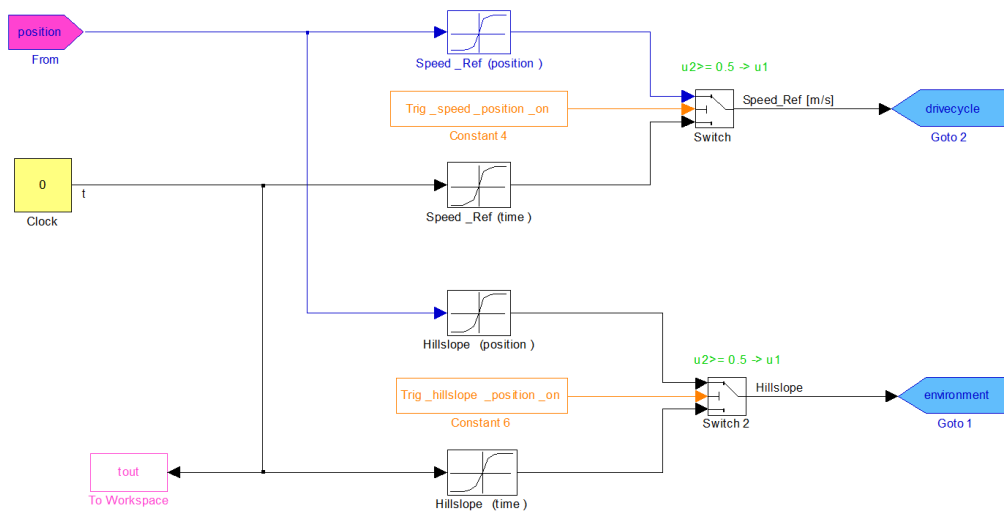 position
From
Speed _Ref (position )
u2>= 0.5 -> u1
Trig _speed _position _on
Constant 4
Speed_Ref [m/s]
Switch
drivecycle
Goto 2
0
t
Clock
Speed _Ref (time )
Hillslope (position )
u2>= 0.5 -> u1
Trig _hillslope _position _on
Constant 6
Hillslope
Switch 2
environment
Goto 1
tout
To Workspace
Hillslope (time )